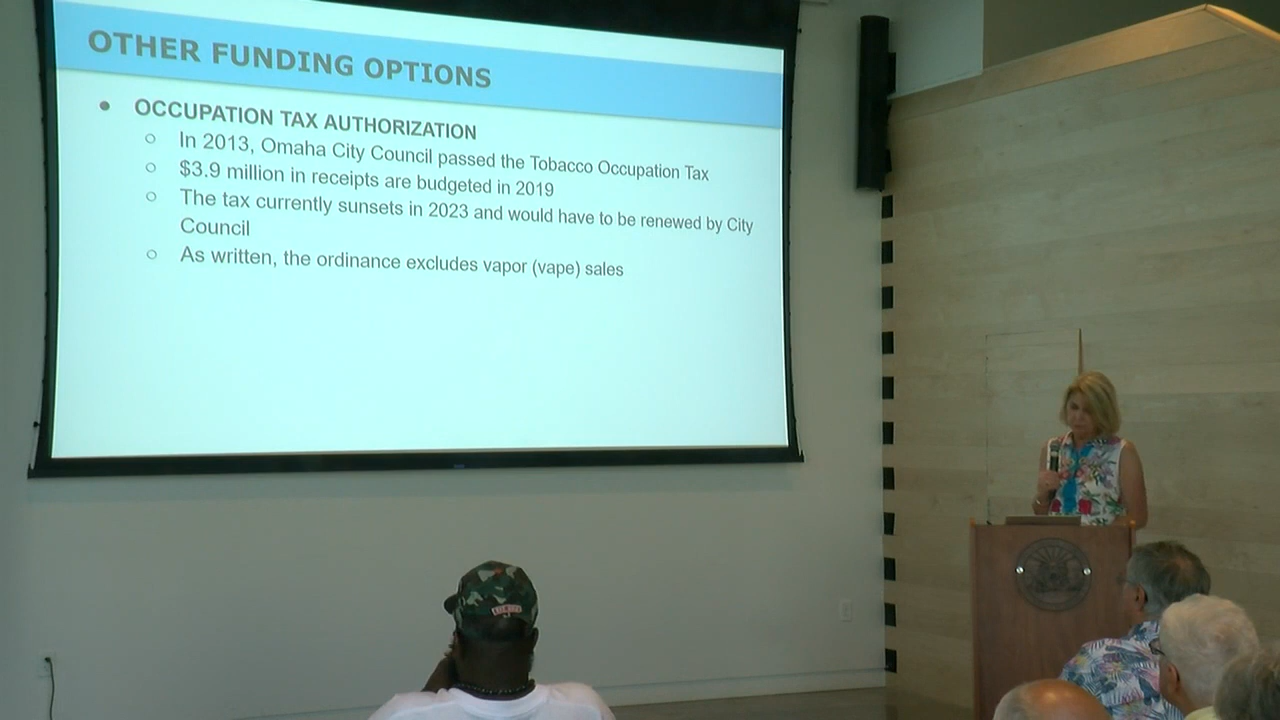 OTHER FUNDING OPTIONS
● OCCUPATION TAX AUTHORIZATION
○ In 2013, Omaha City Council passed the Tobacco Occupation Tax
○ $3.9 million in receipts are budgeted in 2019
○ The tax currently sunsets in 2023 and would have to be renewed by City
Council
○ As written, the ordinance excludes vapor (vape) sales